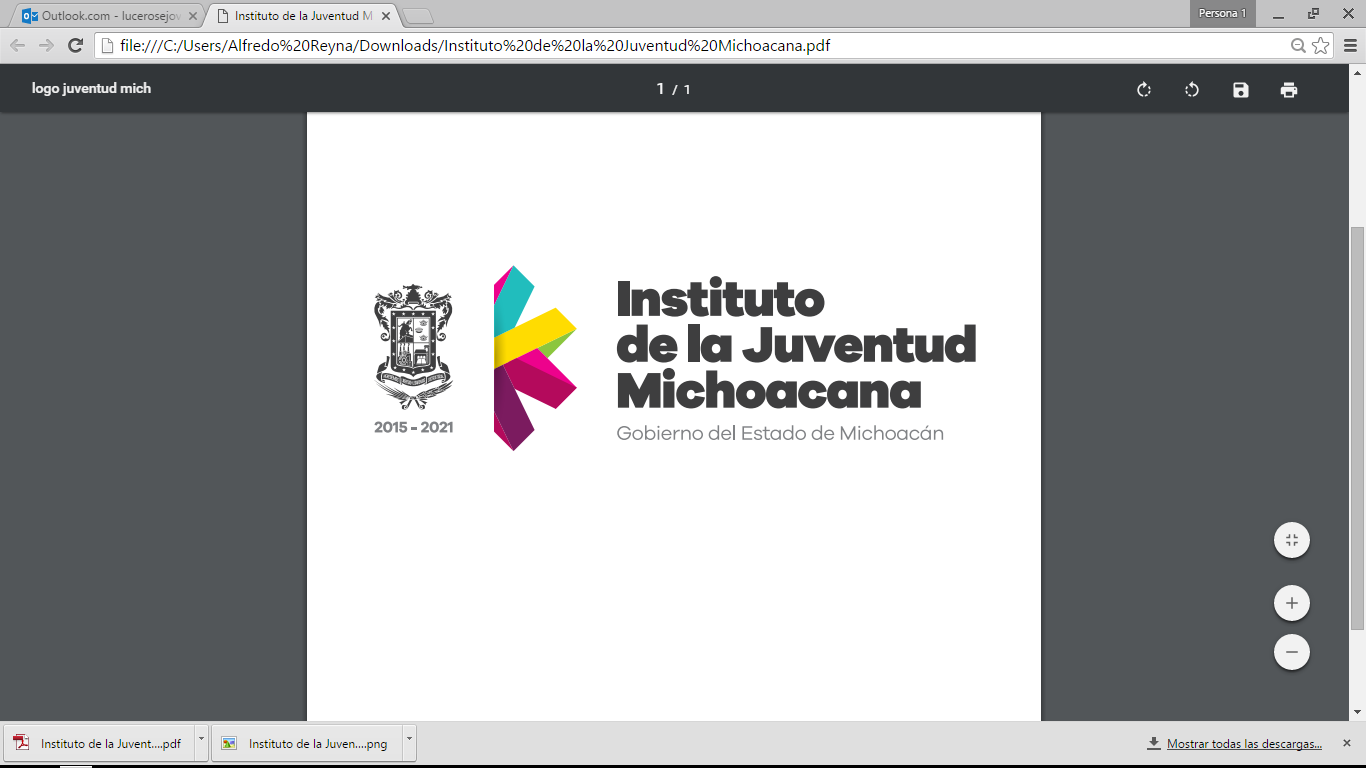 Outlook.com - lucerosejov
Instituto de la Juventud M
Persona 1
file:///C:/Users/Alfredo%20Reyna/Downloads/Instituto%20de%20la%20Juventud%20Michoacana.pdf
logo juventud mich
1 / 1
Instituto
de la Juventud
Michoacana
Gobierno del Estado de Michoacán
2015 - 2021
Instituto de la Juvent....pdf
Instituto de la Juven....png
Mostrar todas las descargas...